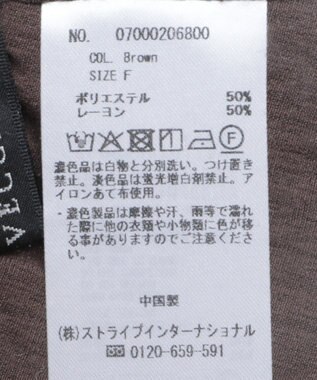 NO. 07000206800
COL. Brown
SIZE F
ポリエステル 50%
レーヨン 50%
濃色品は白物と分別洗い。つけ置き
禁止。淡色品は蛍光増白剤禁止。ア
イロンあて布使用。
・濃色製品は摩擦や汗、雨等で濡れ
た際に他の衣類や小物類に色が移
る事がありますのでご注意くださ
い。
中国製
(株)ストライプインターナショナル
0120-659-591